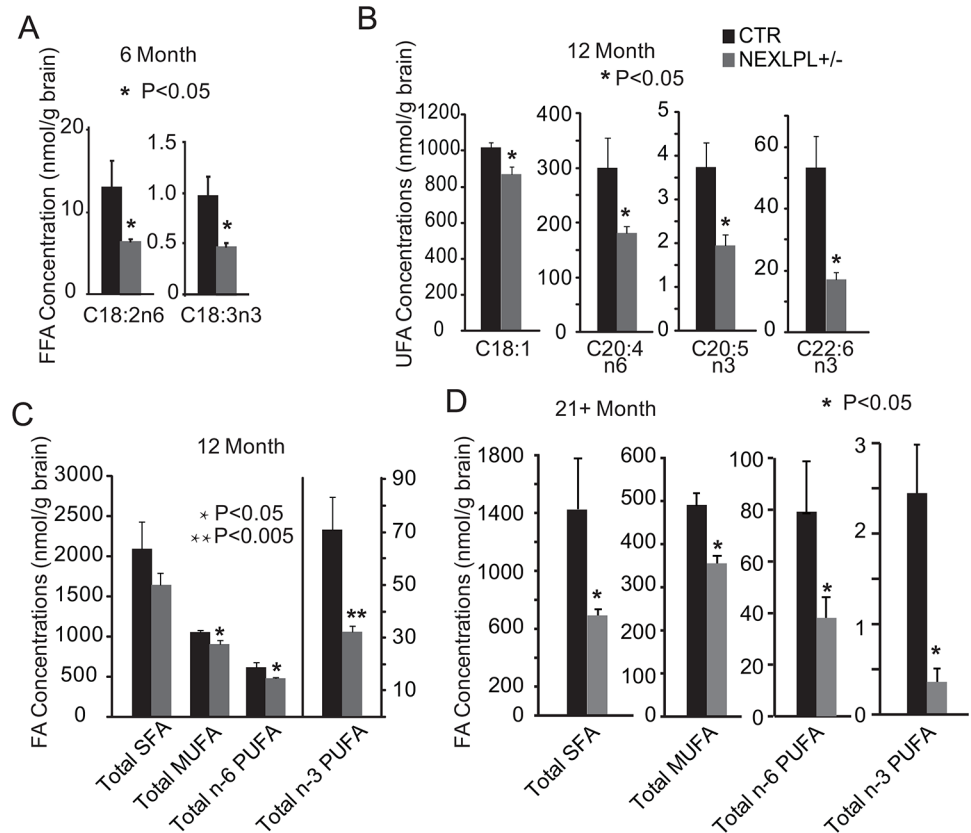 A
6 Month
* P<0.05
FFA Concentration (nmol/g brain)
20
10
0
C18:2n6
1.5
1.0
0.5
0
C18:3n3
*
*
B
12 Month
* P<0.05
CTR
NEXLPL+/-
UFA Concentrations (nmol/g brain)
1200
1000
800
600
400
200
0
C18:1
400
300
200
100
0
C20:4
n6
5
4
3
2
1
0
C20:5
n3
60
40
20
0
C22:6
n3
*
*
*
*
C
12 Month
* P<0.05
** P<0.005
FA Concentrations (nmol/g brain)
3000
2500
2000
1500
1000
500
0
90
70
50
30
10
*
*
**
Total SFA
Total MUFA
Total n-6 PUFA
Total n-3 PUFA
D
21+ Month
* P<0.05
FA Concentrations (nmol/g brain)
1800
1400
1000
600
200
0
Total SFA
600
500
400
300
200
100
0
Total MUFA
100
80
60
40
20
0
Total n-6 PUFA
3
2
1
0
Total n-3 PUFA
*
*
*
*